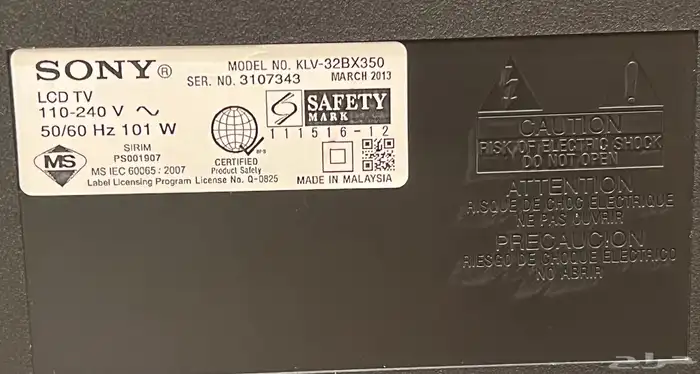 SONY®
MODEL NO. KLV-32BX350
SER. NO. 3107343 MARCH 2013
LCD TV
110-240 V ~
50/60 Hz 101 W
SAFETY
MARK
111516-12
SIRIM
PS001907
MS
MS IEC 60065: 2007
Label Licensing Program License No. Q-0825
CERTIFIED
Product Safety
MADE IN MALAYSIA
CAUTION
RISK OF ELECTRIC SHOCK
DO NOT OPEN
ATTENTION
RISQUE DE CHOC ELECTRIQUE
NE PAS OUVRIR
PRECAUCION
RIESGO DE CHOQUE ELECTRICO
NO ABRIR
حراج